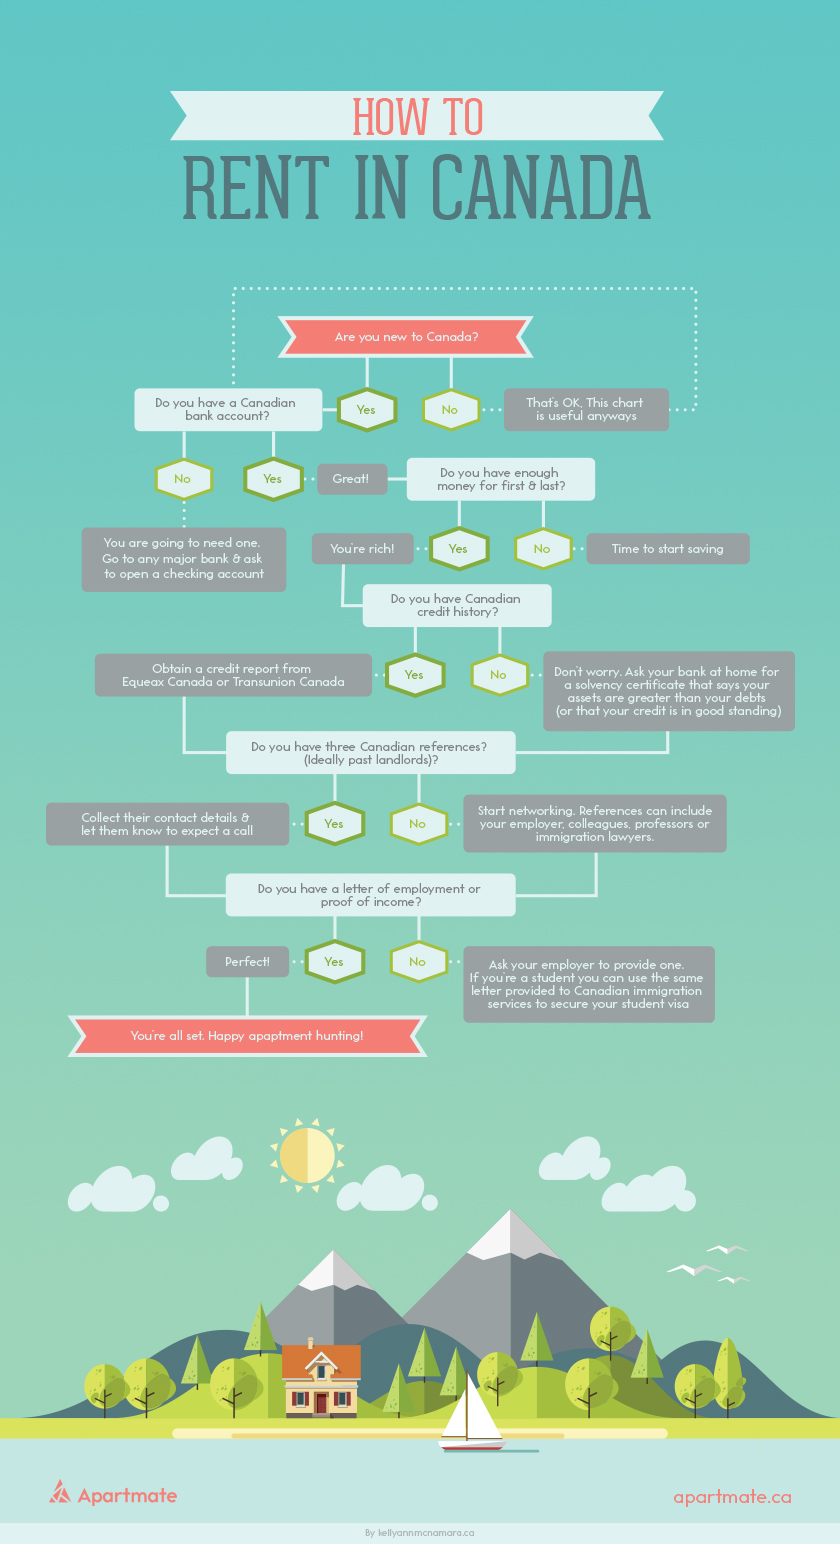 HOW TO
RENT IN CANADA
Are you new to Canada?
Do you have a Canadian
bank account?
Yes
No
That's OK. This chart
is useful anyways
No
Yes
Great!
Do you have enough
money for first & last?
You are going to need one.
Go to any major bank & ask
to open a checking account
You're rich!
Yes
No
Time to start saving
Do you have Canadian
credit history?
Obtain a credit report from
Equeax Canada or Transunion Canada
Yes
No
Don't worry. Ask your bank at home for
a solvency certificate that says your
assets are greater than your debts
(or that your credit is in good standing)
Do you have three Canadian references?
(Ideally past landlords)?
Collect their contact details &
let them know to expect a call
Yes
No
Start networking. References can include
your employer, colleagues, professors or
immigration lawyers.
Do you have a letter of employment or
proof of income?
Perfect!
Yes
No
Ask your employer to provide one.
If you're a student you can use the same
letter provided to Canadian immigration
services to secure your student visa
You're all set. Happy apaptment hunting!
Apartmate
apartmate.ca
By kellyannmcnamara.ca